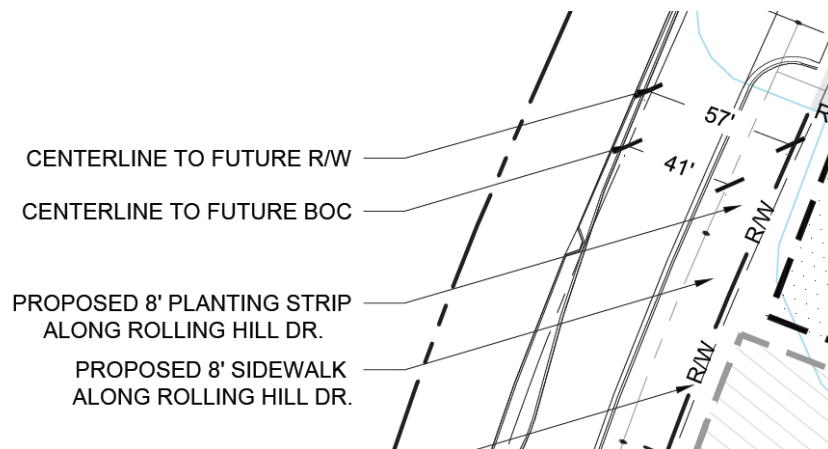 CENTERLINE TO FUTURE R/W
CENTERLINE TO FUTURE BOC
PROPOSED 8' PLANTING STRIP
ALONG ROLLING HILL DR.
PROPOSED 8' SIDEWALK
ALONG ROLLING HILL DR.
57'
41'
R/W
R/W
R